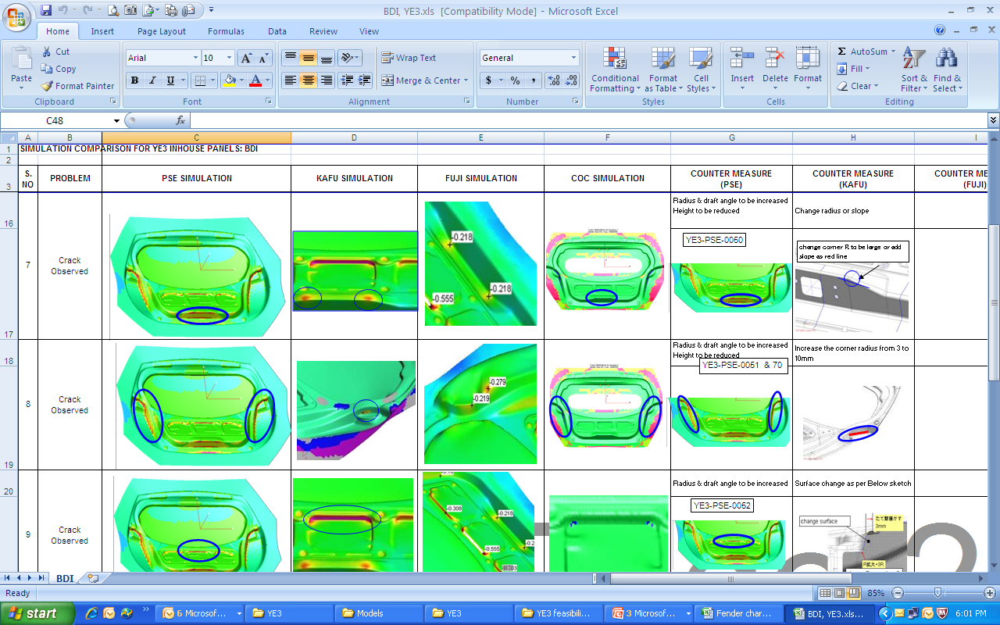 BDI, YE3.xls [Compatibility Mode] - Microsoft Excel
Home Insert Page Layout Formulas Data Review View
Paste
Cut
Copy
Format Painter
Clipboard
Arial 10
B I U
Font
Wrap Text
Merge & Center
Alignment
General
$ % ,
Number
Conditional Formatting
Format as Table
Cell Styles
Styles
Insert Delete Format
Cells
AutoSum
Fill
Clear
Sort & Filter
Find & Select
Editing
C48 fx
A B C D E F G H I
1 SIMULATION COMPARISON FOR YE3 INHOUSE PANELS: BDI
2
3 S. NO PROBLEM PSE SIMULATION KAFU SIMULATION FUJI SIMULATION COC SIMULATION COUNTER MEASURE (PSE) COUNTER MEASURE (KAFU) COUNTER ME (FUJI)
16
Radius & draft angle to be increased
Height to be reduced
Change radius or slope
YE3-PSE-0050
change corner R to be large or add
slope as red line
7 Crack Observed
-0.218
-0.218
-0.555
17
18
Radius & draft angle to be increased
Height to be reduced
Increase the corner radius from 3 to
10mm
YE3-PSE-0051 & 70
8 Crack Observed
-0.279
-0.219
19
20
Radius & draft angle to be increased
Surface change as per Below sketch
YE3-PSE-0052
9 Crack Observed
-0.308
-0.218
-0.555
change surface
3mm
R拡大+3R
BDI
Ready 85%
start 6 Microsof... YE3 Models YE3 YE3 feasibili... 3 Microsof... Fender char... BDI, YE3.xls... 6:01 PM